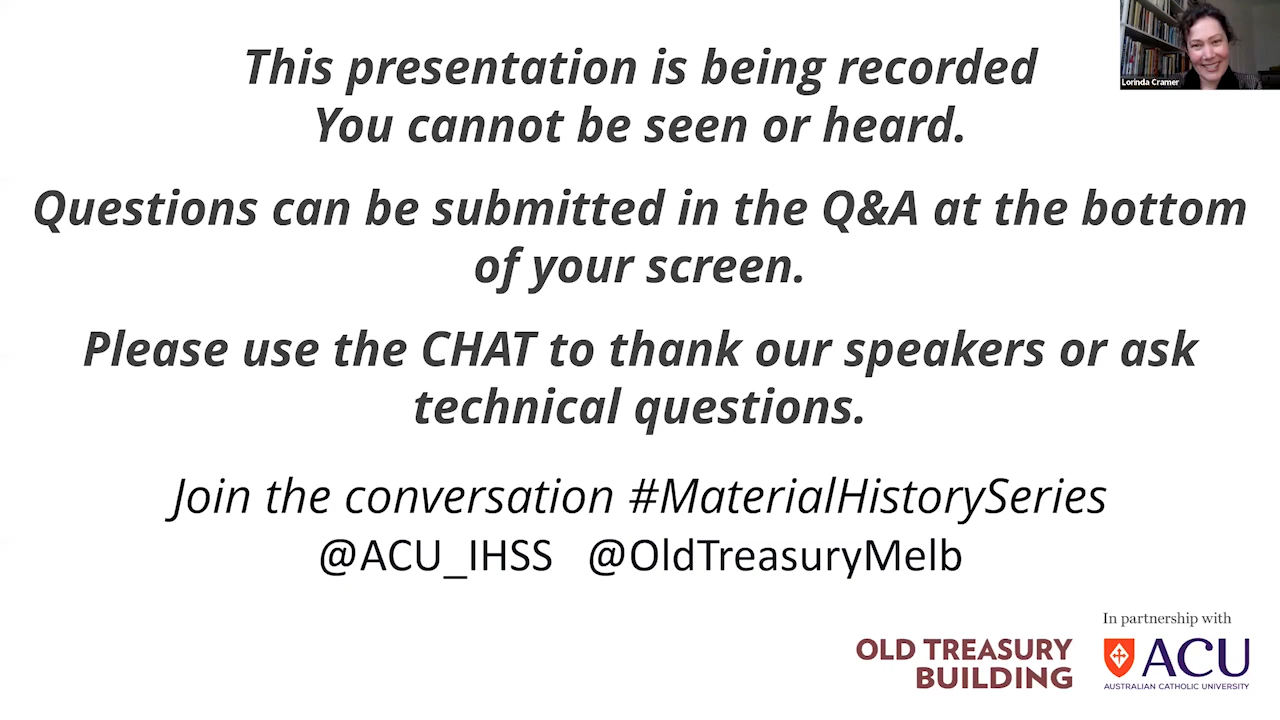 This presentation is being recorded
You cannot be seen or heard.
Questions can be submitted in the Q&A at the bottom
of your screen.
Please use the CHAT to thank our speakers or ask
technical questions.
Join the conversation #MaterialHistorySeries
@ACU_IHSS @OldTreasuryMelb
Lorinda Cramer
OLD TREASURY
BUILDING
In partnership with
ACU
AUSTRALIAN CATHOLIC UNIVERSITY